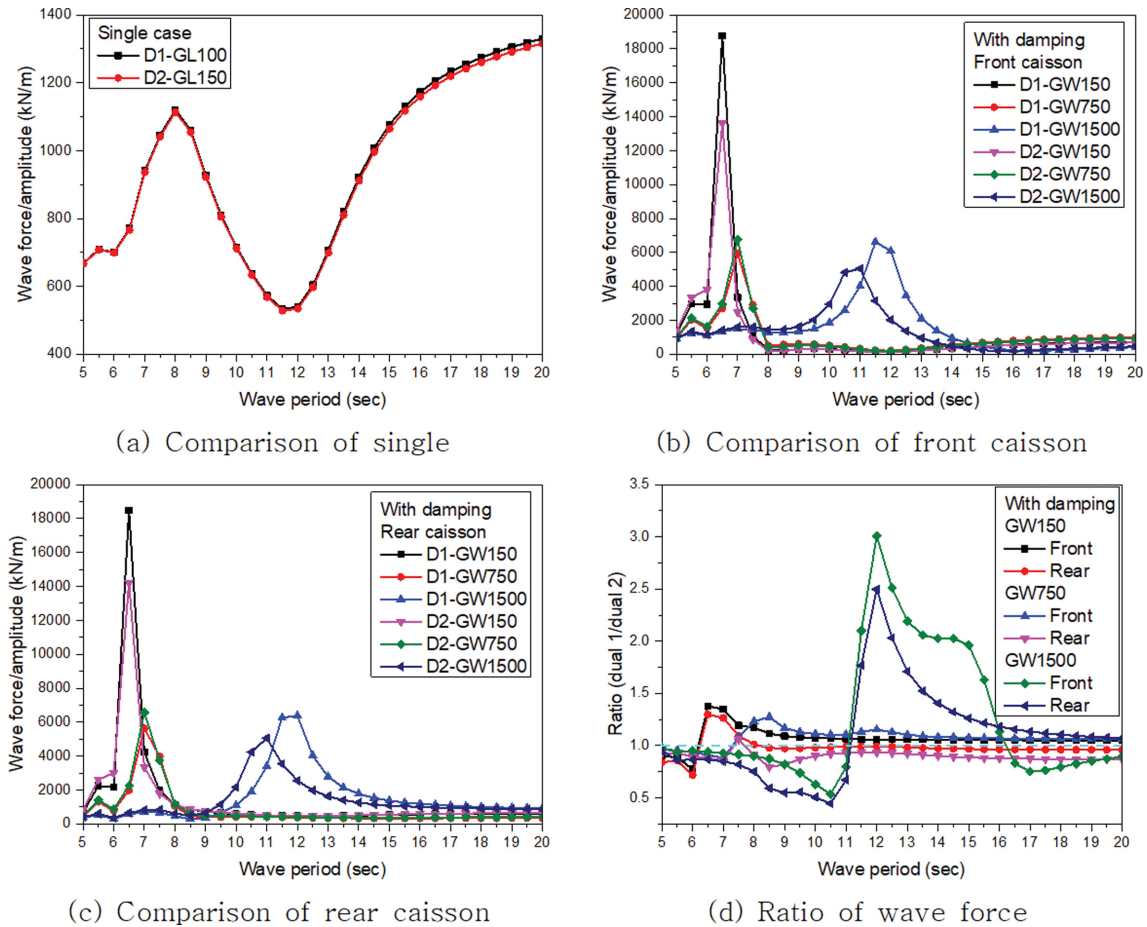 Single case
D1-GL100
D2-GL150
Wave force/amplitude (kN/m)
1400
1200
1000
800
600
400
5 6 7 8 9 10 11 12 13 14 15 16 17 18 19 20
Wave period (sec)
(a) Comparison of single
With damping
Front caisson
D1-GW150
D1-GW750
D1-GW1500
D2-GW150
D2-GW750
D2-GW1500
Wave force/amplitude (kN/m)
20000
18000
16000
14000
12000
10000
8000
6000
4000
2000
0
5 6 7 8 9 10 11 12 13 14 15 16 17 18 19 20
Wave period (sec)
(b) Comparison of front caisson
With damping
Rear caisson
D1-GW150
D1-GW750
D1-GW1500
D2-GW150
D2-GW750
D2-GW1500
Wave force/amplitude (kN/m)
20000
18000
16000
14000
12000
10000
8000
6000
4000
2000
0
5 6 7 8 9 10 11 12 13 14 15 16 17 18 19 20
Wave period (sec)
(c) Comparison of rear caisson
With damping
GW150
Front
Rear
GW750
Front
Rear
GW1500
Front
Rear
Ratio (dual 1/dual 2)
3.5
3.0
2.5
2.0
1.5
1.0
0.5
5 6 7 8 9 10 11 12 13 14 15 16 17 18 19 20
Wave period (sec)
(d) Ratio of wave force